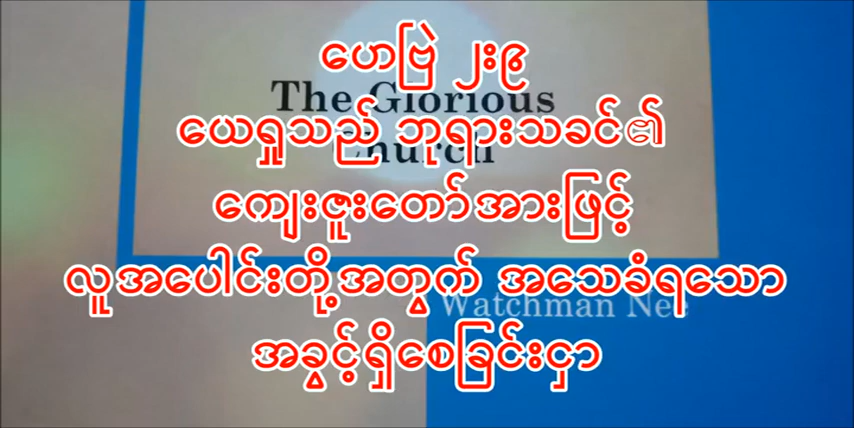 ဟေဗြဲ ၂း၉
The Glorious
ယေရှုသည် ဘုရားသခင်၏
Church
ကျေးဇူးတော်အားဖြင့်
လူအပေါင်းတို့အတွက် အသေခံရသော
Watchman Nee
အခွင့်ရှိစေခြင်းငှာ